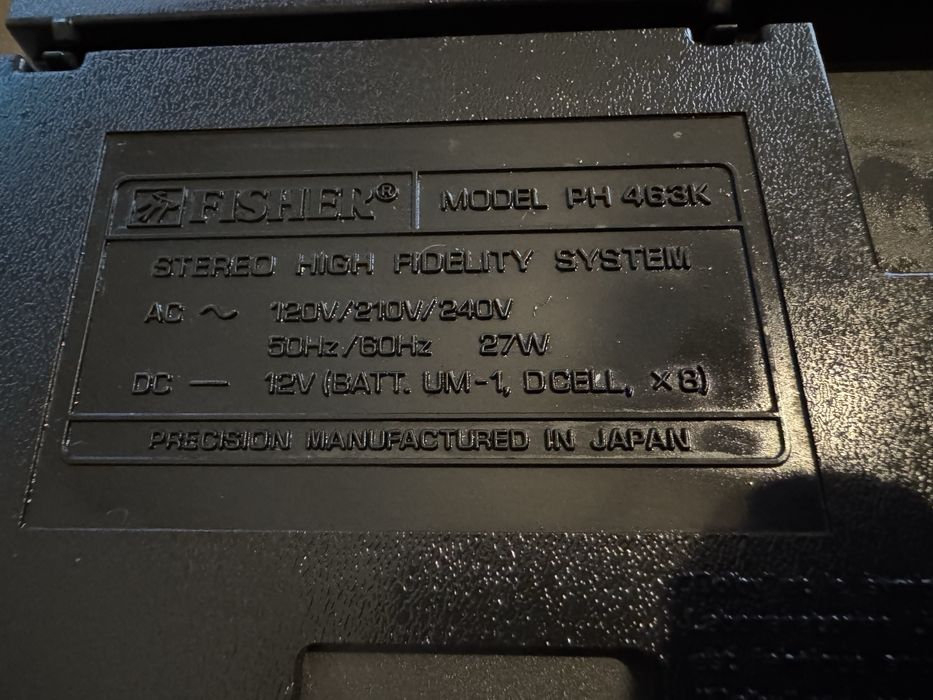 FISHER® MODEL PH 463K
STEREO HIGH FIDELITY SYSTEM
AC ~ 120V/210V/240V
50Hz/60Hz 27W
DC — 12V (BATT. UM-1, D CELL, ×8)
PRECISION MANUFACTURED IN JAPAN